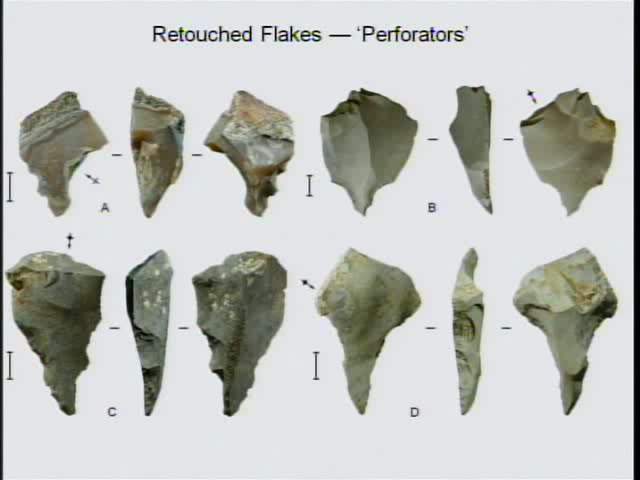 Retouched Flakes — ‘Perforators’
A
B
C
D